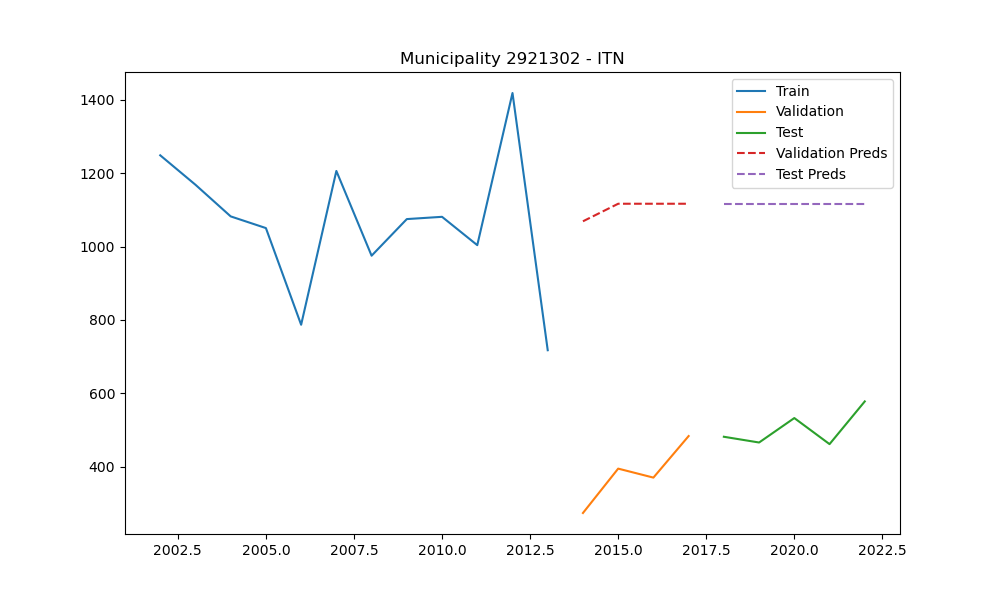 Municipality 2921302 - ITN
Train
Validation
Test
Validation Preds
Test Preds
1400
1200
1000
800
600
400
2002.5 2005.0 2007.5 2010.0 2012.5 2015.0 2017.5 2020.0 2022.5